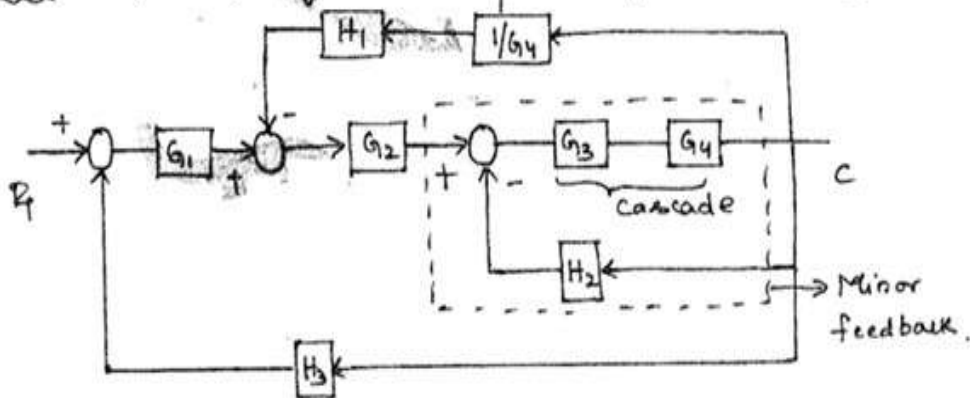 H₁
1/G₄
+
-
G₁
+
G₂
+
-
G₃
G₄
C
R
cascade
H₂
Minor
feedback.
H₃